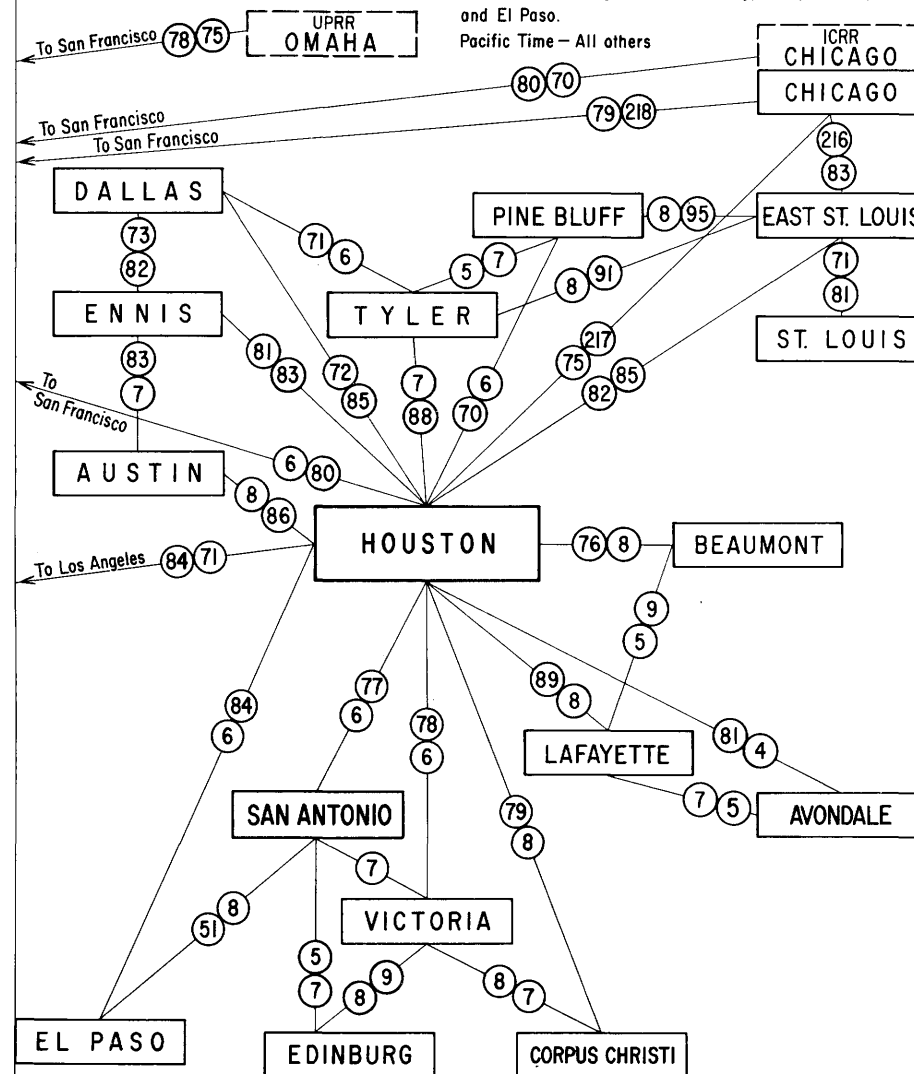 and El Paso.
Pacific Time — All others
UPRR
OMAHA
To San Francisco
78 75
ICRR
CHICAGO
CHICAGO
80 70
To San Francisco
79 218
To San Francisco
216
83
DALLAS
PINE BLUFF
8 95
EAST ST. LOUIS
73
82
71
6
5 7
8 91
71
81
ENNIS
TYLER
ST. LOUIS
81
83
72
85
7
88
6
70
217
75
85
82
83
7
To
San Francisco
6 80
AUSTIN
8
86
HOUSTON
76 8
BEAUMONT
To Los Angeles
84 71
9
5
84
6
77
6
78
6
89
8
81
4
LAFAYETTE
7 5
AVONDALE
SAN ANTONIO
79
8
7
51 8
VICTORIA
5
7
8 9
8 7
EL PASO
EDINBURG
CORPUS CHRISTI